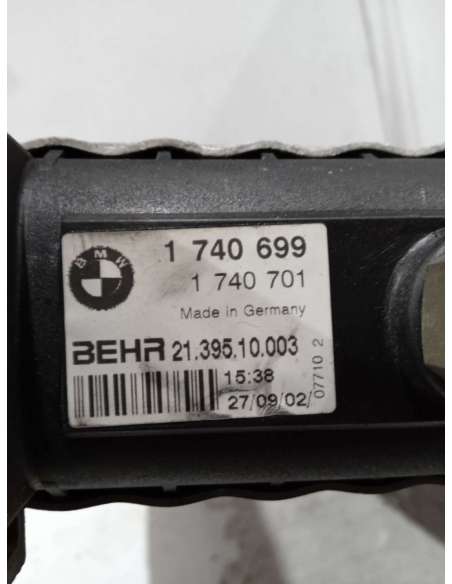 BMW
1 740 699
1 740 701
Made in Germany
BEHR 21.395.10.003
15:38
27/09/02/
07710 2